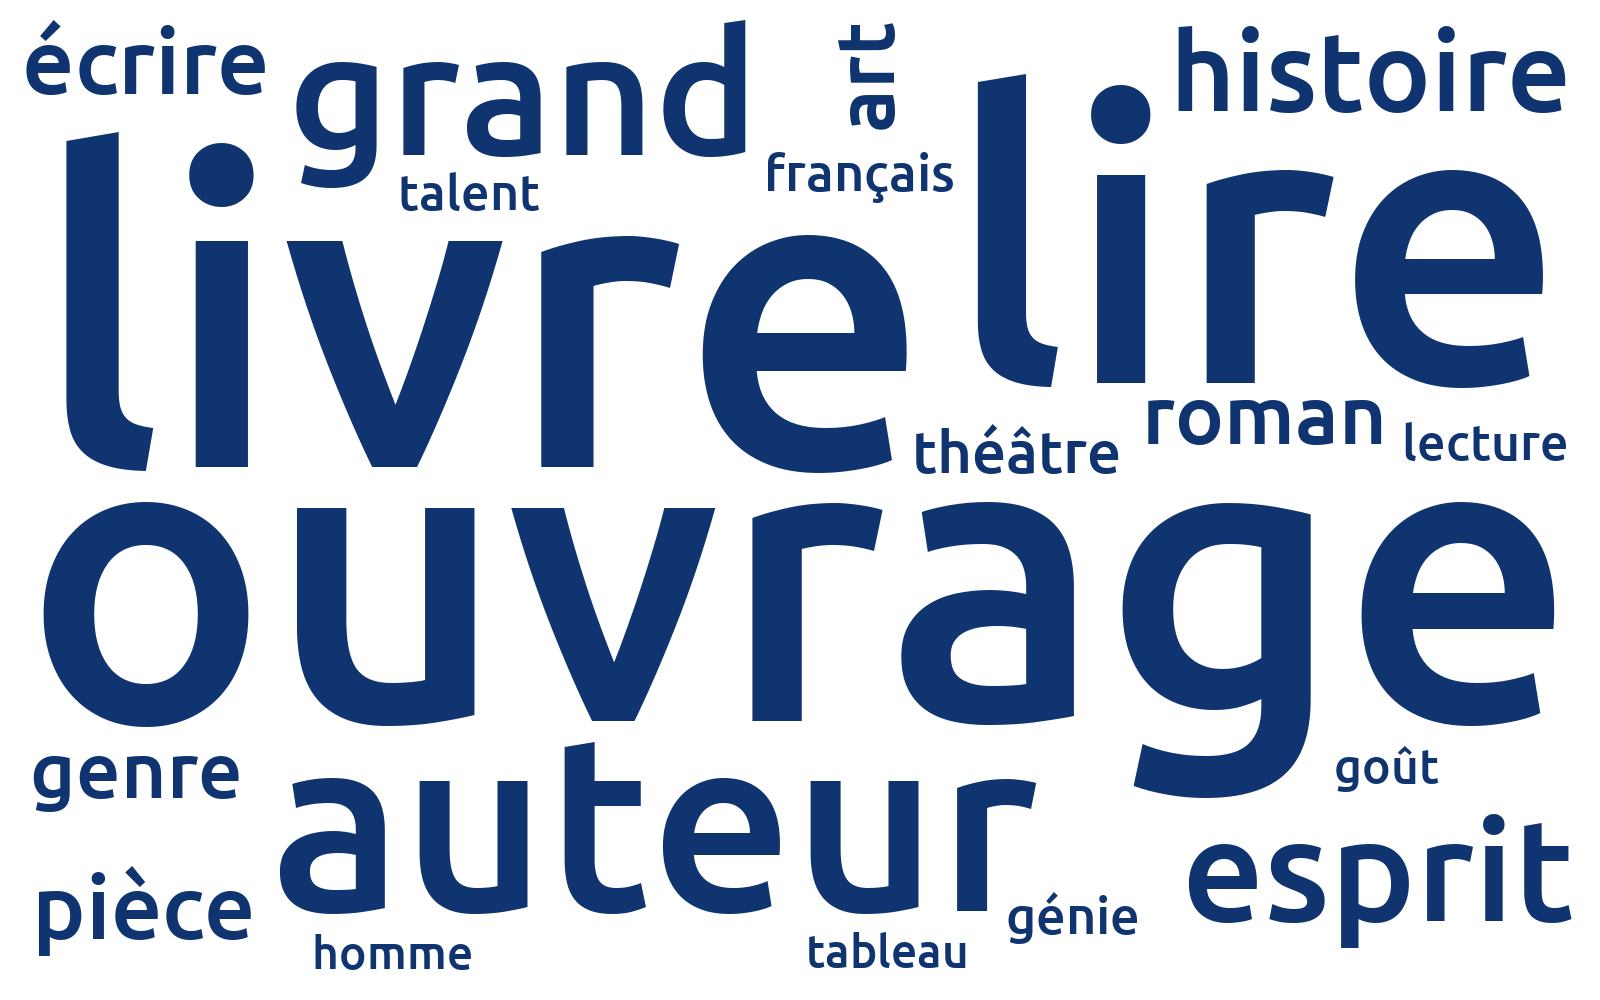 écrire
grand
art
histoire
talent
français
livre
lire
théâtre
roman
lecture
ouvrage
genre
auteur
goût
pièce
esprit
génie
homme
tableau